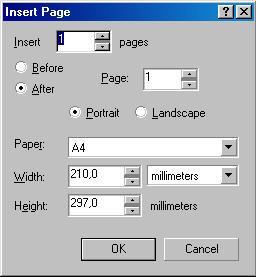 Insert Page
Insert 1 pages
Before
After
Page: 1
Portrait Landscape
Paper: A4
Width: 210,0 millimeters
Height: 297,0 millimeters
OK Cancel